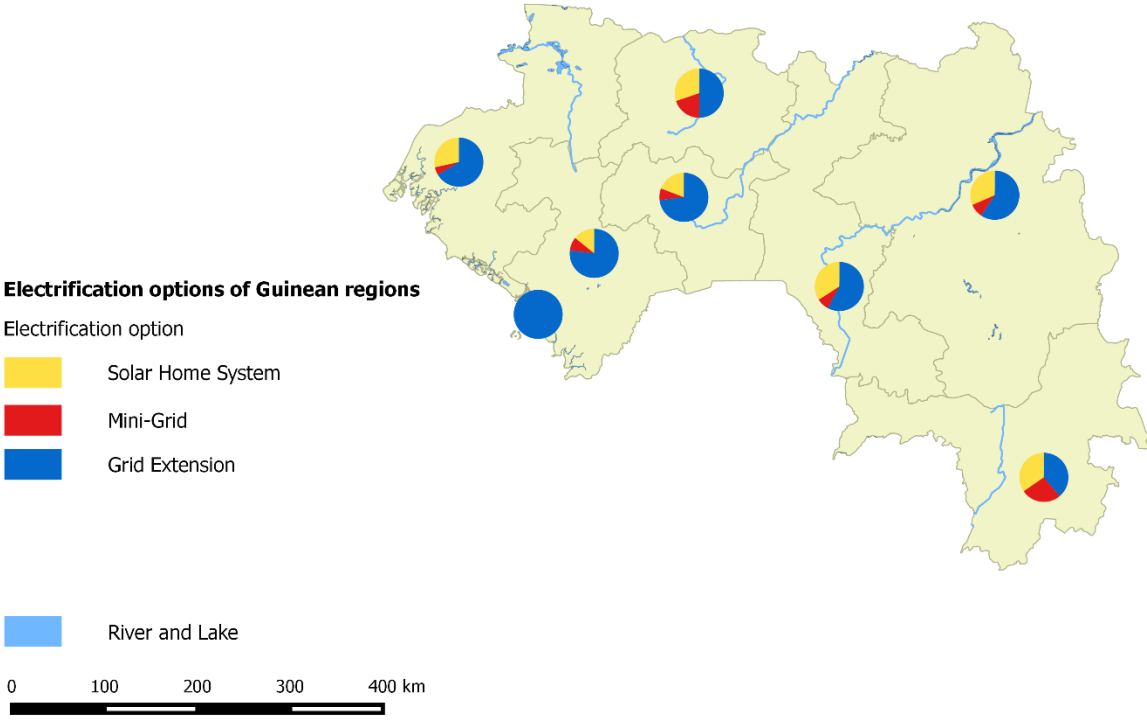 Electrification options of Guinean regions
Electrification option
Solar Home System
Mini-Grid
Grid Extension
River and Lake
0 100 200 300 400 km